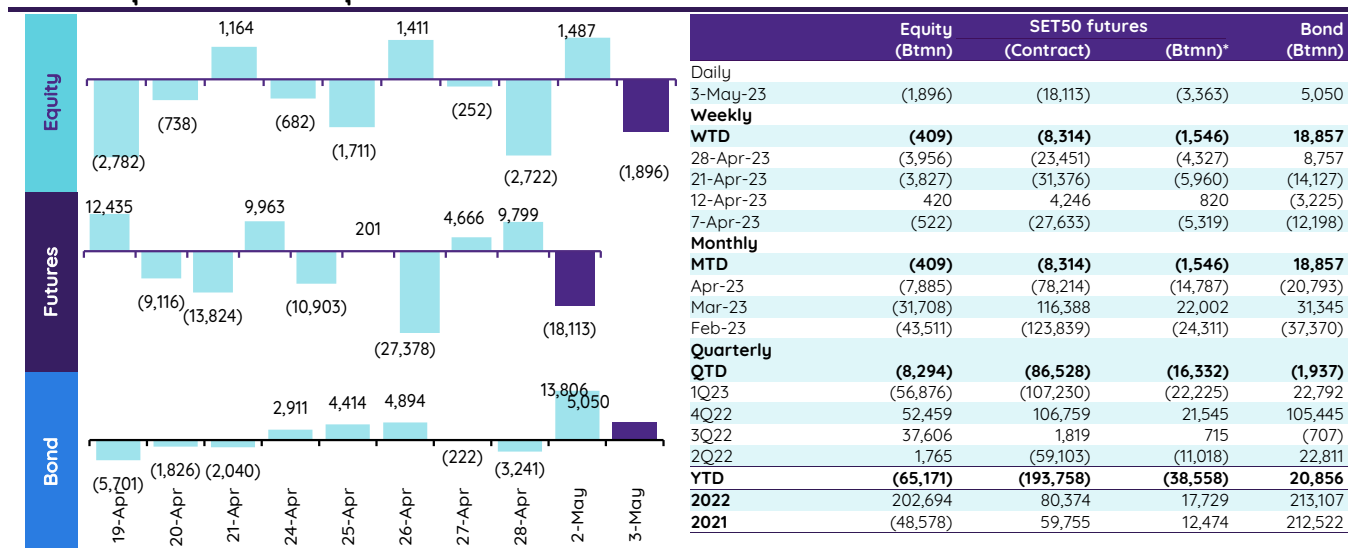 Equity
1,164
1,411
1,487
(2,782)
(738)
(682)
(1,711)
(252)
(2,722)
(1,896)
Futures
12,435
9,963
201
4,666
9,799
(9,116)
(13,824)
(10,903)
(27,378)
(18,113)
Bond
2,911
4,414
4,894
13,806
5,050
(5,701)
(1,826)
(2,040)
(222)
(3,241)
19-Apr
20-Apr
21-Apr
24-Apr
25-Apr
26-Apr
27-Apr
28-Apr
2-May
3-May
Equity SET50 futures Bond
(Btmn) (Contract) (Btmn)* (Btmn)
Daily
3-May-23 (1,896) (18,113) (3,363) 5,050
Weekly
WTD (409) (8,314) (1,546) 18,857
28-Apr-23 (3,956) (23,451) (4,327) 8,757
21-Apr-23 (3,827) (31,376) (5,960) (14,127)
12-Apr-23 420 4,246 820 (3,225)
7-Apr-23 (522) (27,633) (5,319) (12,198)
Monthly
MTD (409) (8,314) (1,546) 18,857
Apr-23 (7,885) (78,214) (14,787) (20,793)
Mar-23 (31,708) 116,388 22,002 31,345
Feb-23 (43,511) (123,839) (24,311) (37,370)
Quarterly
QTD (8,294) (86,528) (16,332) (1,937)
1Q23 (56,876) (107,230) (22,225) 22,792
4Q22 52,459 106,759 21,545 105,445
3Q22 37,606 1,819 715 (707)
2Q22 1,765 (59,103) (11,018) 22,811
YTD (65,171) (193,758) (38,558) 20,856
2022 202,694 80,374 17,729 213,107
2021 (48,578) 59,755 12,474 212,522